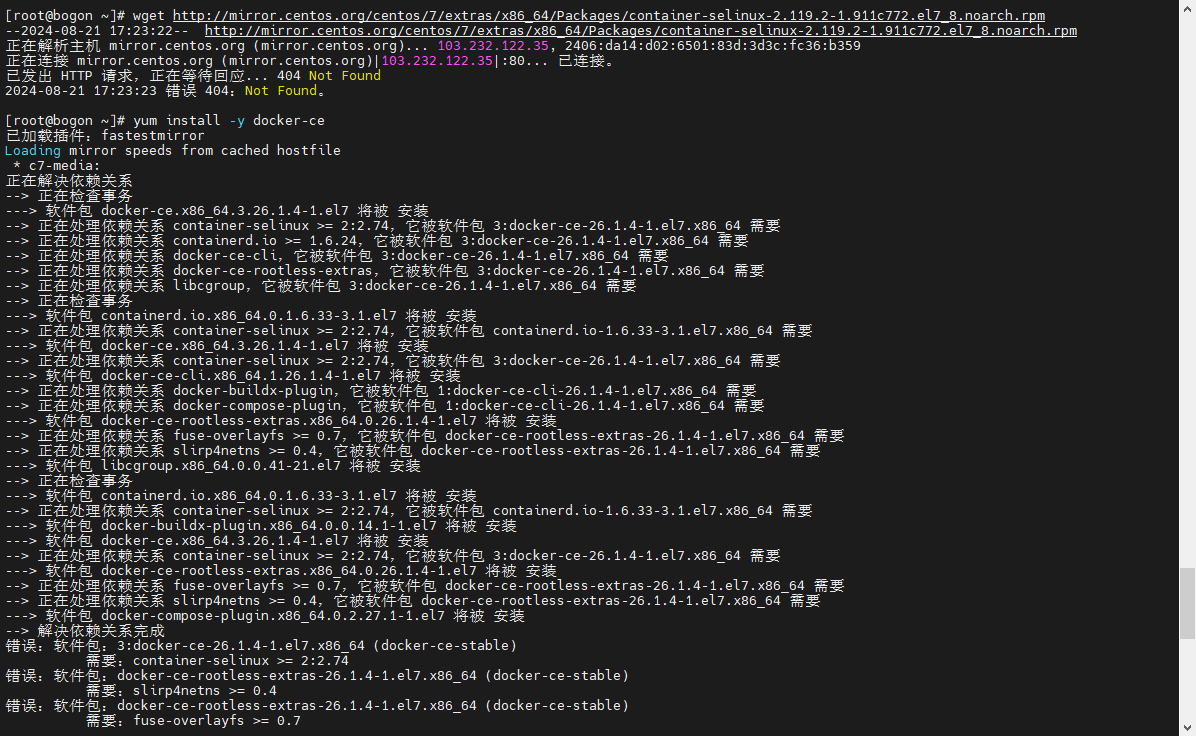 [root@bogon ~]# wget http://mirror.centos.org/centos/7/extras/x86_64/Packages/container-selinux-2.119.2-1.911c772.el7_8.noarch.rpm
--2024-08-21 17:23:22--  http://mirror.centos.org/centos/7/extras/x86_64/Packages/container-selinux-2.119.2-1.911c772.el7_8.noarch.rpm
正在解析主机 mirror.centos.org (mirror.centos.org)... 103.232.122.35, 2406:da14:d02:6501:83d:3d3c:fc36:b359
正在连接 mirror.centos.org (mirror.centos.org)|103.232.122.35|:80... 已连接。
已发出 HTTP 请求，正在等待回应... 404 Not Found
2024-08-21 17:23:23 错误 404：Not Found。
[root@bogon ~]# yum install -y docker-ce
已加载插件：fastestmirror
Loading mirror speeds from cached hostfile
 * c7-media:
正在解决依赖关系
--> 正在检查事务
---> 软件包 docker-ce.x86_64.3.26.1.4-1.el7 将被 安装
--> 正在处理依赖关系 container-selinux >= 2:2.74，它被软件包 3:docker-ce-26.1.4-1.el7.x86_64 需要
--> 正在处理依赖关系 containerd.io >= 1.6.24，它被软件包 3:docker-ce-26.1.4-1.el7.x86_64 需要
--> 正在处理依赖关系 docker-ce-cli，它被软件包 3:docker-ce-26.1.4-1.el7.x86_64 需要
--> 正在处理依赖关系 docker-ce-rootless-extras，它被软件包 3:docker-ce-26.1.4-1.el7.x86_64 需要
--> 正在处理依赖关系 libcgroup，它被软件包 3:docker-ce-26.1.4-1.el7.x86_64 需要
--> 正在检查事务
---> 软件包 containerd.io.x86_64.0.1.6.33-3.1.el7 将被 安装
--> 正在处理依赖关系 container-selinux >= 2:2.74，它被软件包 containerd.io-1.6.33-3.1.el7.x86_64 需要
---> 软件包 docker-ce.x86_64.3.26.1.4-1.el7 将被 安装
--> 正在处理依赖关系 container-selinux >= 2:2.74，它被软件包 3:docker-ce-26.1.4-1.el7.x86_64 需要
---> 软件包 docker-ce-cli.x86_64.1.26.1.4-1.el7 将被 安装
--> 正在处理依赖关系 docker-buildx-plugin，它被软件包 1:docker-ce-cli-26.1.4-1.el7.x86_64 需要
--> 正在处理依赖关系 docker-compose-plugin，它被软件包 1:docker-ce-cli-26.1.4-1.el7.x86_64 需要
---> 软件包 docker-ce-rootless-extras.x86_64.0.26.1.4-1.el7 将被 安装
--> 正在处理依赖关系 fuse-overlayfs >= 0.7，它被软件包 docker-ce-rootless-extras-26.1.4-1.el7.x86_64 需要
--> 正在处理依赖关系 slirp4netns >= 0.4，它被软件包 docker-ce-rootless-extras-26.1.4-1.el7.x86_64 需要
---> 软件包 libcgroup.x86_64.0.0.41-21.el7 将被 安装
--> 正在检查事务
---> 软件包 containerd.io.x86_64.0.1.6.33-3.1.el7 将被 安装
--> 正在处理依赖关系 container-selinux >= 2:2.74，它被软件包 containerd.io-1.6.33-3.1.el7.x86_64 需要
---> 软件包 docker-buildx-plugin.x86_64.0.0.14.1-1.el7 将被 安装
---> 软件包 docker-ce.x86_64.3.26.1.4-1.el7 将被 安装
--> 正在处理依赖关系 container-selinux >= 2:2.74，它被软件包 3:docker-ce-26.1.4-1.el7.x86_64 需要
---> 软件包 docker-ce-rootless-extras.x86_64.0.26.1.4-1.el7 将被 安装
--> 正在处理依赖关系 fuse-overlayfs >= 0.7，它被软件包 docker-ce-rootless-extras-26.1.4-1.el7.x86_64 需要
--> 正在处理依赖关系 slirp4netns >= 0.4，它被软件包 docker-ce-rootless-extras-26.1.4-1.el7.x86_64 需要
---> 软件包 docker-compose-plugin.x86_64.0.2.27.1-1.el7 将被 安装
--> 解决依赖关系完成
错误：软件包：3:docker-ce-26.1.4-1.el7.x86_64 (docker-ce-stable)
          需要：container-selinux >= 2:2.74
错误：软件包：docker-ce-rootless-extras-26.1.4-1.el7.x86_64 (docker-ce-stable)
          需要：slirp4netns >= 0.4
错误：软件包：docker-ce-rootless-extras-26.1.4-1.el7.x86_64 (docker-ce-stable)
          需要：fuse-overlayfs >= 0.7